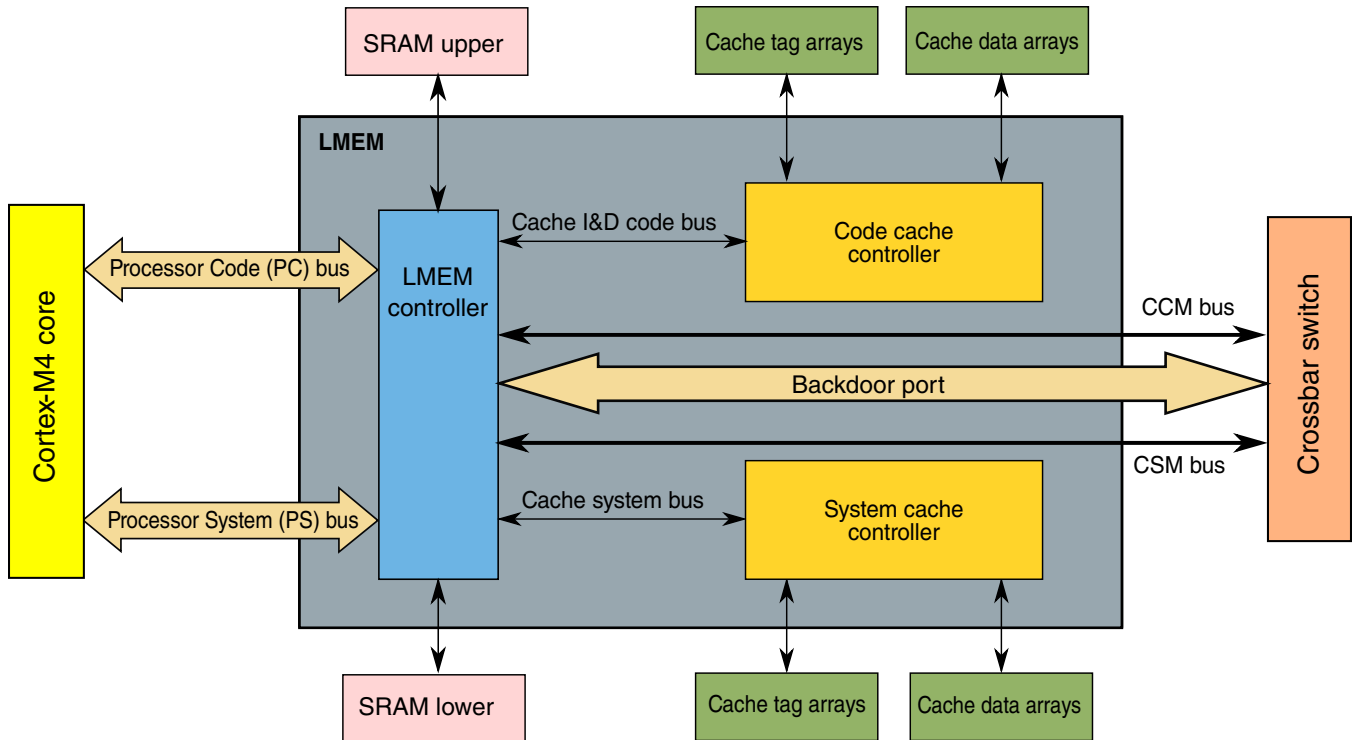 SRAM upper
Cache tag arrays
Cache data arrays
LMEM
Cortex-M4 core
Processor Code (PC) bus
LMEM
controller
Cache I&D code bus
Code cache
controller
CCM bus
Backdoor port
Crossbar switch
CSM bus
Processor System (PS) bus
Cache system bus
System cache
controller
SRAM lower
Cache tag arrays
Cache data arrays